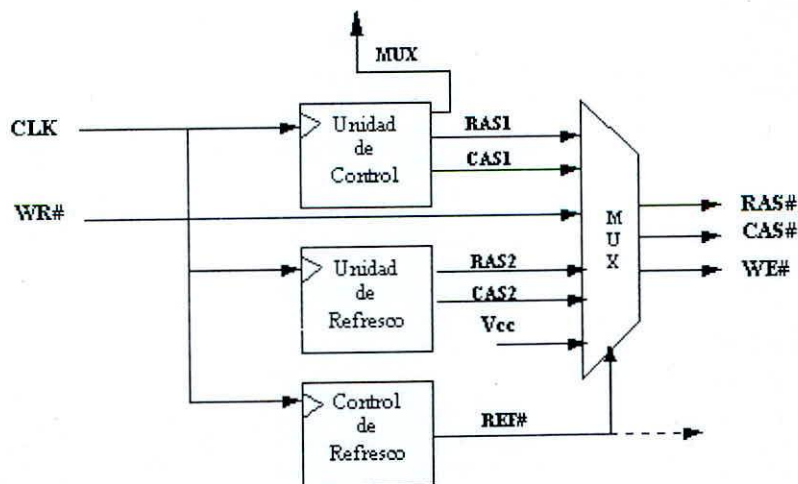 MUX
CLK
Unidad
de
Control
RAS1
CAS1
WR#
MUX
RAS#
CAS#
WE#
Unidad
de
Refresco
RAS2
CAS2
Vcc
Control
de
Refresco
REF#